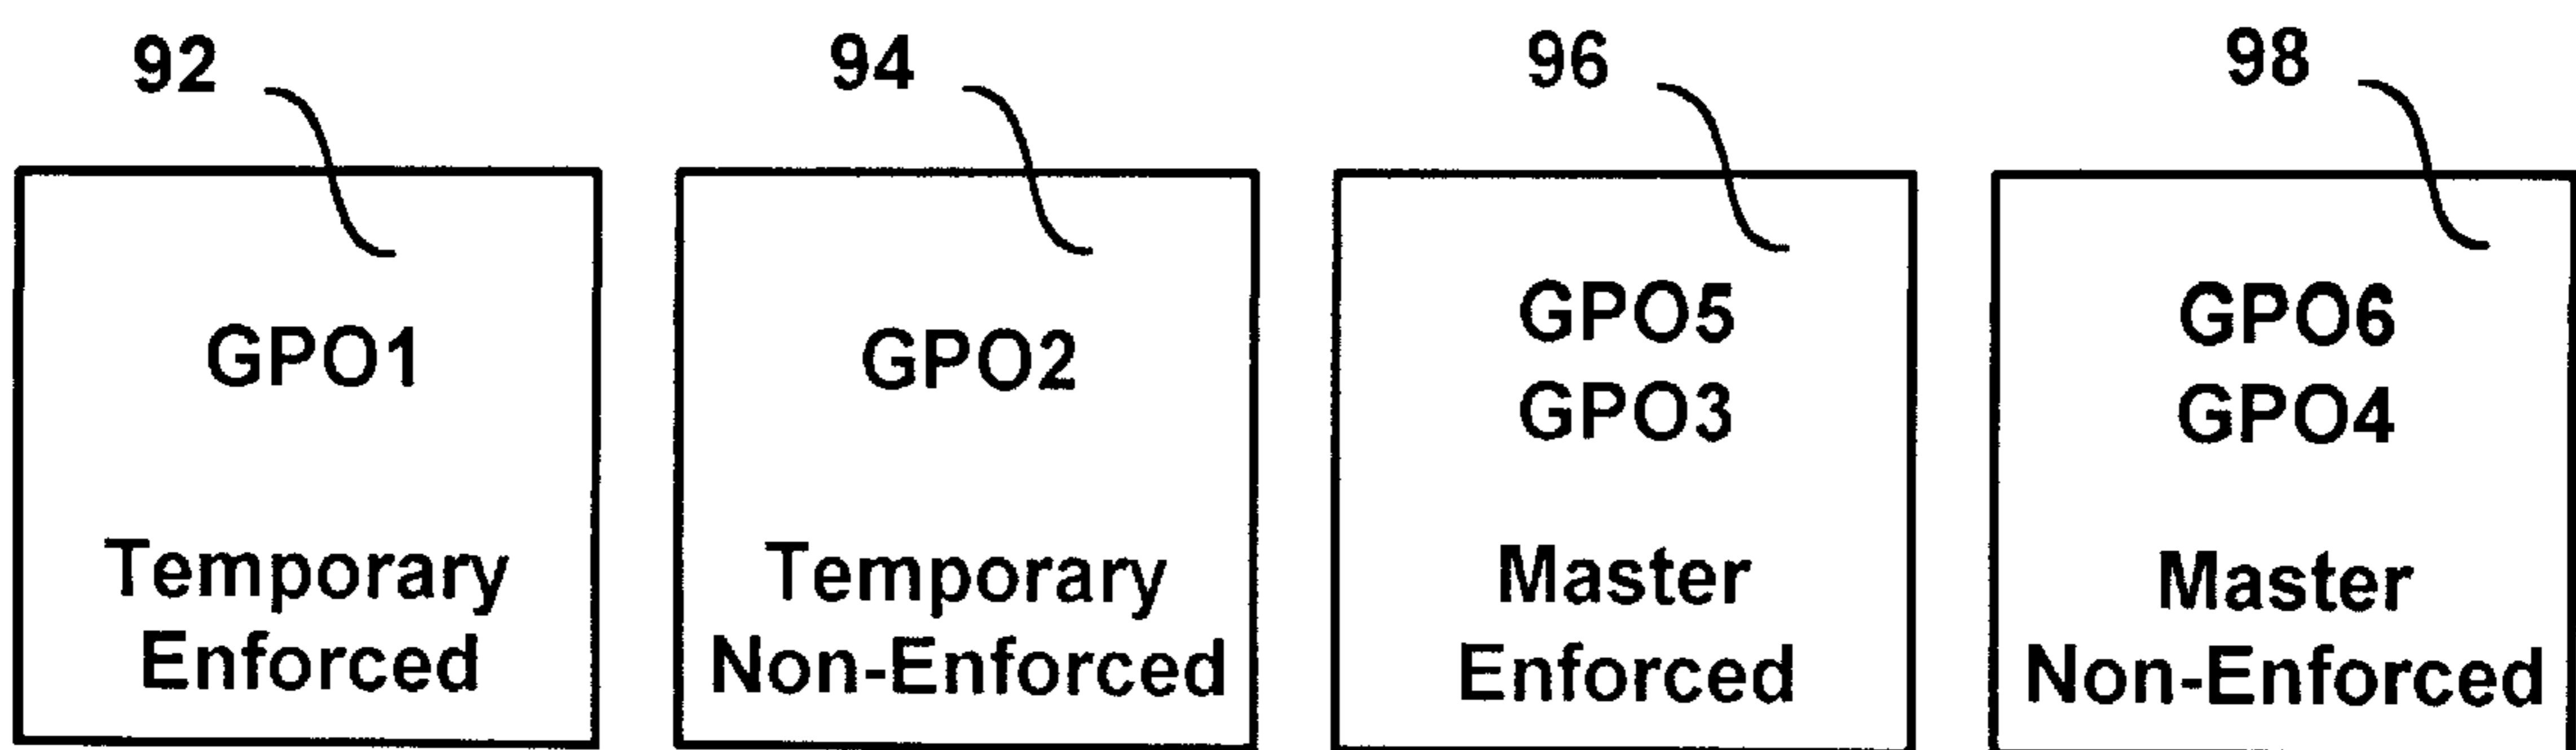 92
94
96
98
GPO1
Temporary
Enforced
GPO2
Temporary
Non-Enforced
GPO5
GPO3
Master
Enforced
GPO6
GPO4
Master
Non-Enforced